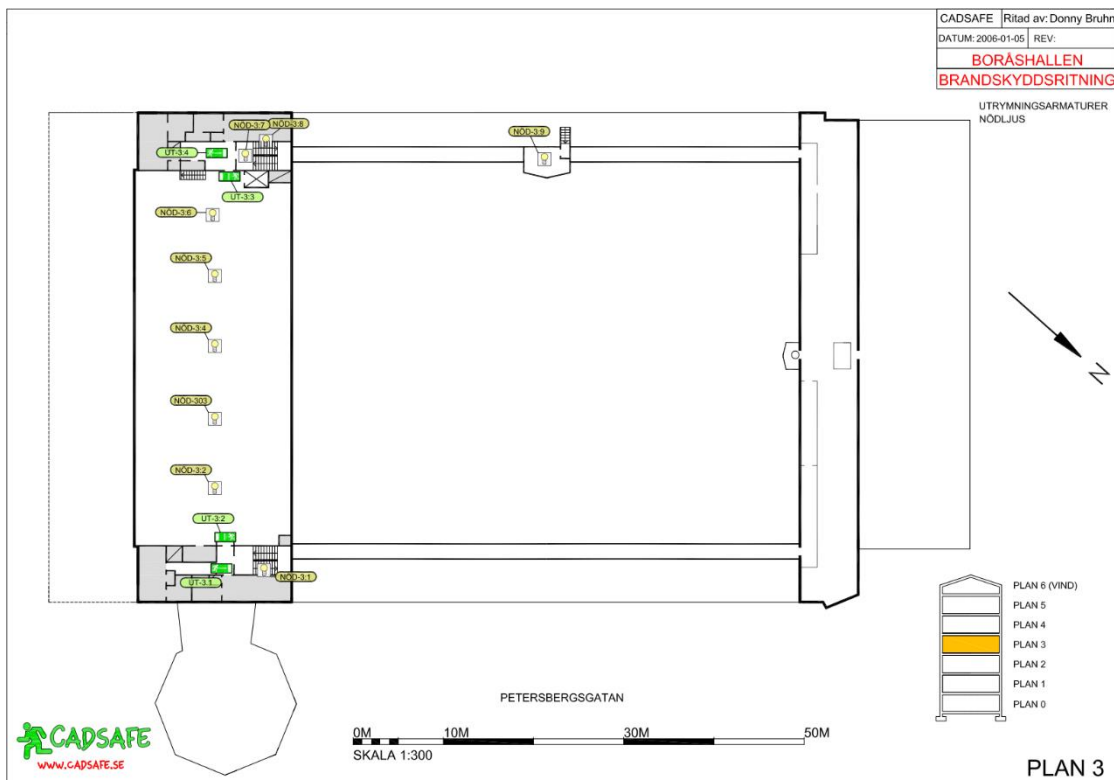 CADSAFE Ritad av: Donny Bruhn
DATUM: 2006-01-05 REV:
BORÅSHALLEN
BRANDSKYDDSRITNING
UTRYMNINGSARMATURER
NÖDLJUS
NÖD-3:7
NÖD-3:8
NÖD-3:9
UT-3:4
UT-3:3
NÖD-3:6
NÖD-3:5
NÖD-3:4
NÖD-303
NÖD-3:2
UT-3:2
UT-3:1
NÖD-3:1
N
PLAN 6 (VIND)
PLAN 5
PLAN 4
PLAN 3
PLAN 2
PLAN 1
PLAN 0
PETERSBERGSGATAN
0M 10M 30M 50M
SKALA 1:300
CADSAFE
WWW.CADSAFE.SE
PLAN 3